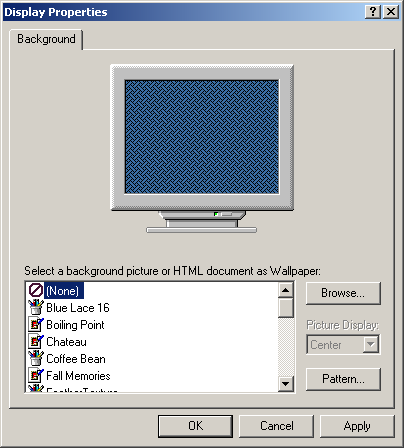 Display Properties
Background
Select a background picture or HTML document as Wallpaper:
(None)
Blue Lace 16
Boiling Point
Chateau
Coffee Bean
Fall Memories
FeatherTexture
Browse...
Picture Display:
Center
Pattern...
OK
Cancel
Apply